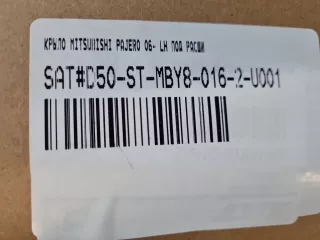 КРЫЛО MITSUBISHI PAJERO 06- LH ПОД РАСШИ
SAT#D50-ST-MBY8-016-2-U001